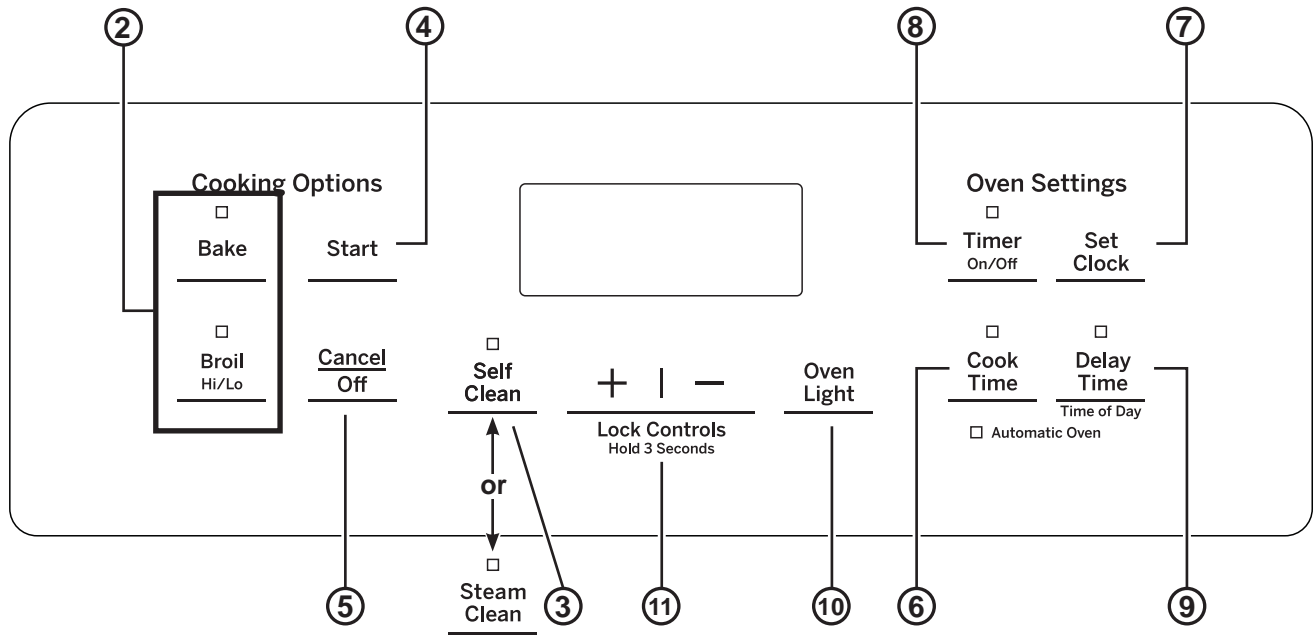 2
4
8
7
Cooking Options
Oven Settings
Bake
Start
Timer
On/Off
Set
Clock
Broil
Hi/Lo
Cancel
Off
Self
Clean
+ | −
Lock Controls
Hold 3 Seconds
Oven
Light
Cook
Time
Delay
Time
Time of Day
Automatic Oven
or
Steam
Clean
5
3
11
10
6
9